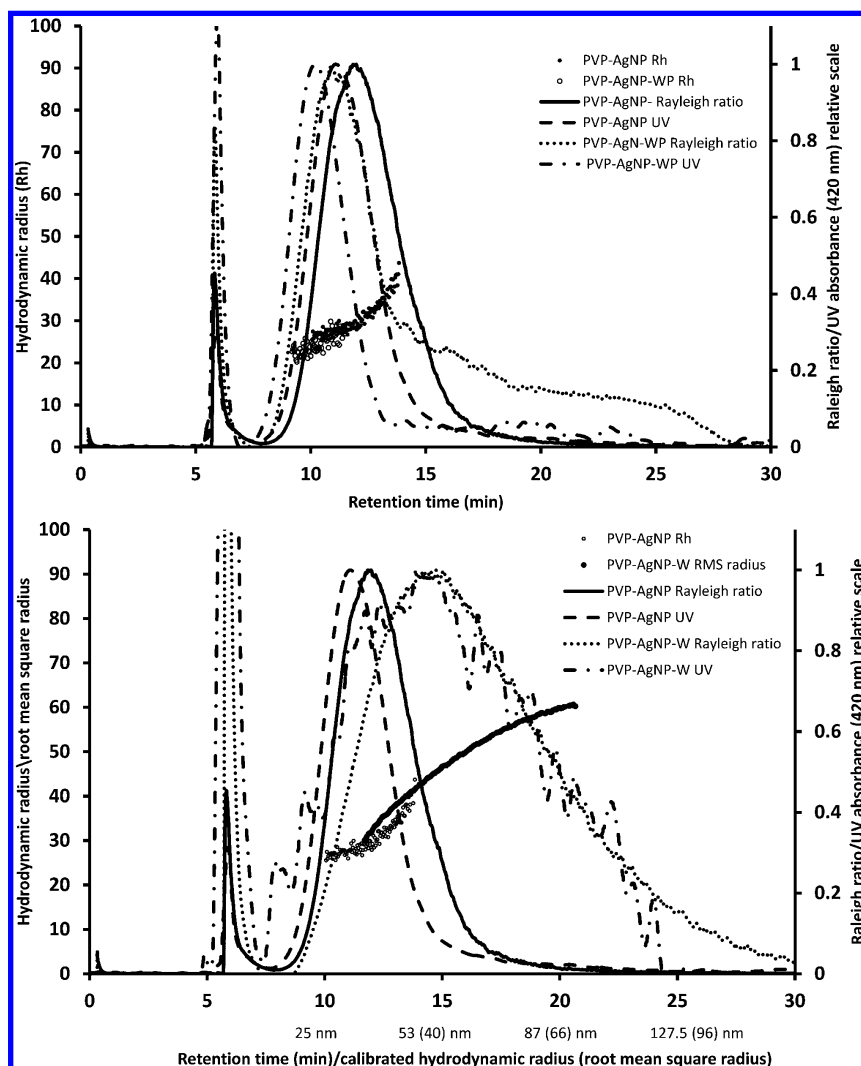 100
90
80
70
60
50
40
30
20
10
0
Hydrodynamic radius (Rh)
PVP-AgNP Rh
PVP-AgNP-WP Rh
PVP-AgNP- Rayleigh ratio
PVP-AgNP UV
PVP-AgN-WP Rayleigh ratio
PVP-AgNP-WP UV
1
0.8
0.6
0.4
0.2
0
Raleigh ratio/UV absorbance (420 nm) relative scale
0 5 10 15 20 25 30
Retention time (min)
100
90
80
70
60
50
40
30
20
10
0
Hydrodynamic radius\root mean square radius
PVP-AgNP Rh
PVP-AgNP-W RMS radius
PVP-AgNP Rayleigh ratio
PVP-AgNP UV
PVP-AgNP-W Rayleigh ratio
PVP-AgNP-W UV
1
0.8
0.6
0.4
0.2
0
Raleigh ratio/UV absorbance (420 nm) relative scale
0 5 10 15 20 25 30
25 nm 53 (40) nm 87 (66) nm 127.5 (96) nm
Retention time (min)/calibrated hydrodynamic radius (root mean square radius)